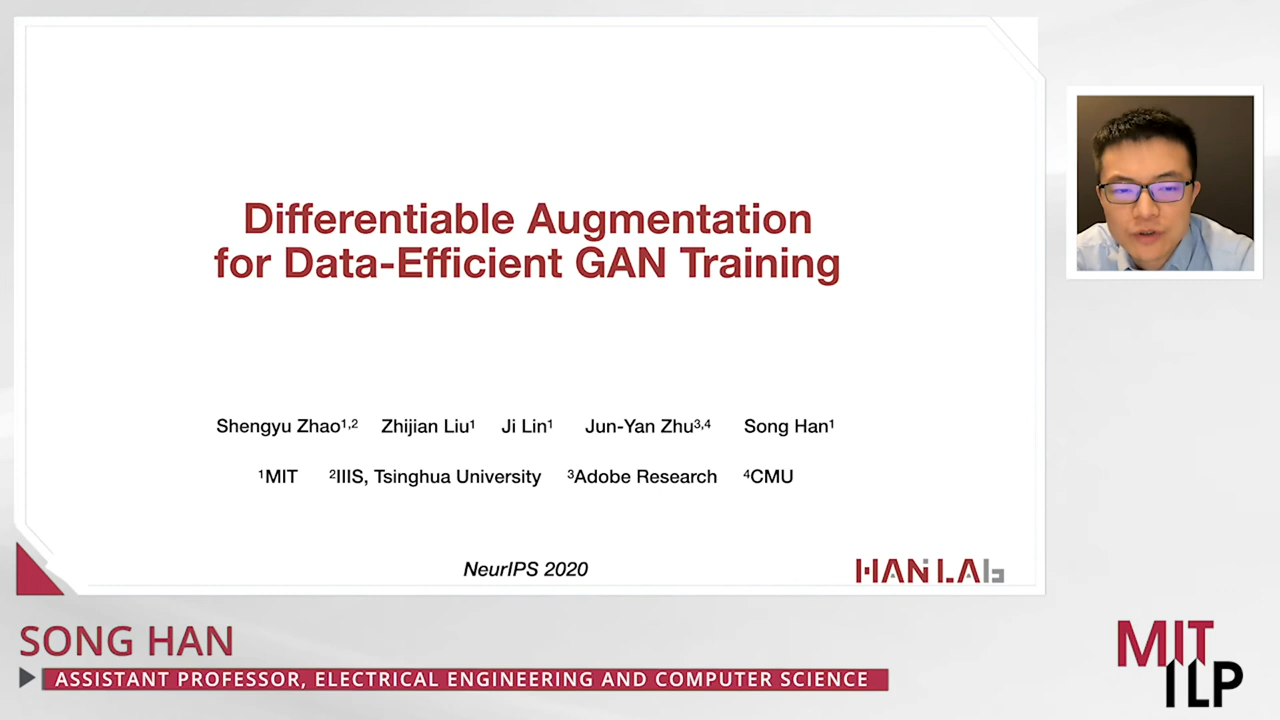 Differentiable Augmentation
for Data-Efficient GAN Training
Shengyu Zhao¹,² Zhijian Liu¹ Ji Lin¹ Jun-Yan Zhu³,⁴ Song Han¹
¹MIT ²IIIS, Tsinghua University ³Adobe Research ⁴CMU
NeurIPS 2020
HAN LAb
SONG HAN
ASSISTANT PROFESSOR, ELECTRICAL ENGINEERING AND COMPUTER SCIENCE
MIT
ILP